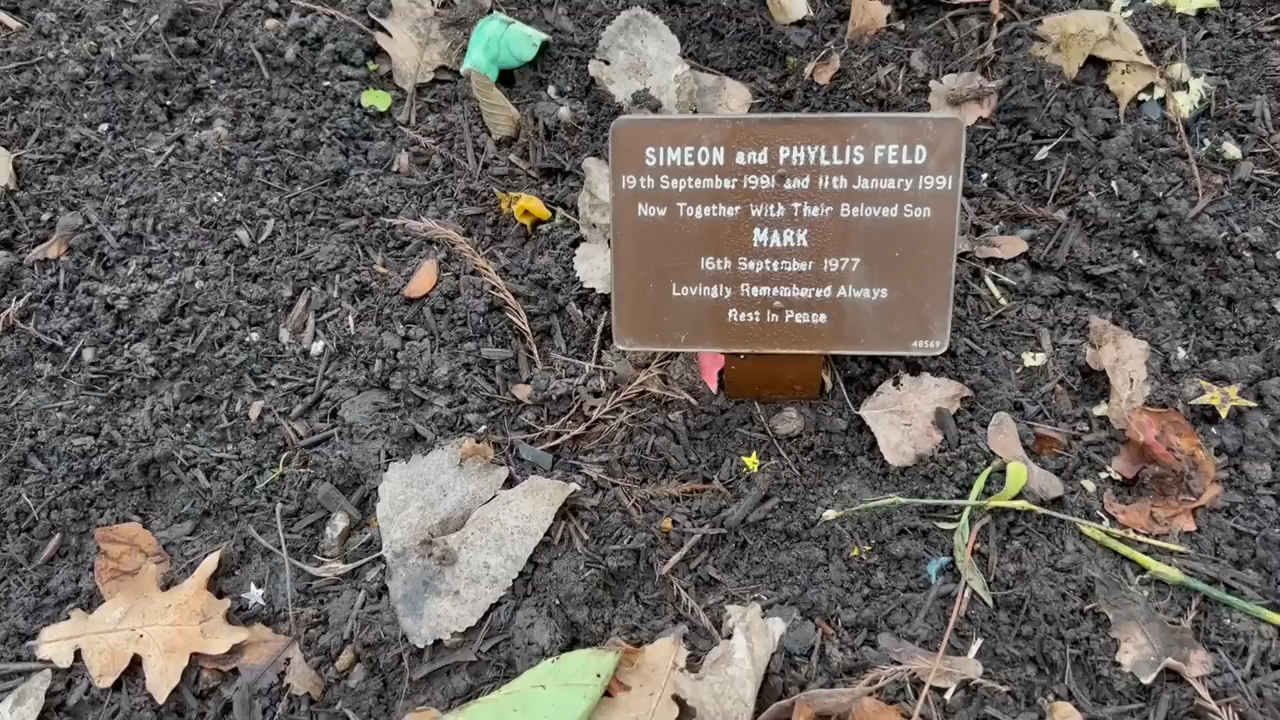 SIMEON and PHYLLIS FELD
19th September 1991 and 11th January 1991
Now Together With Their Beloved Son
MARK
16th September 1977
Lovingly Remembered Always
Rest In Peace
48569